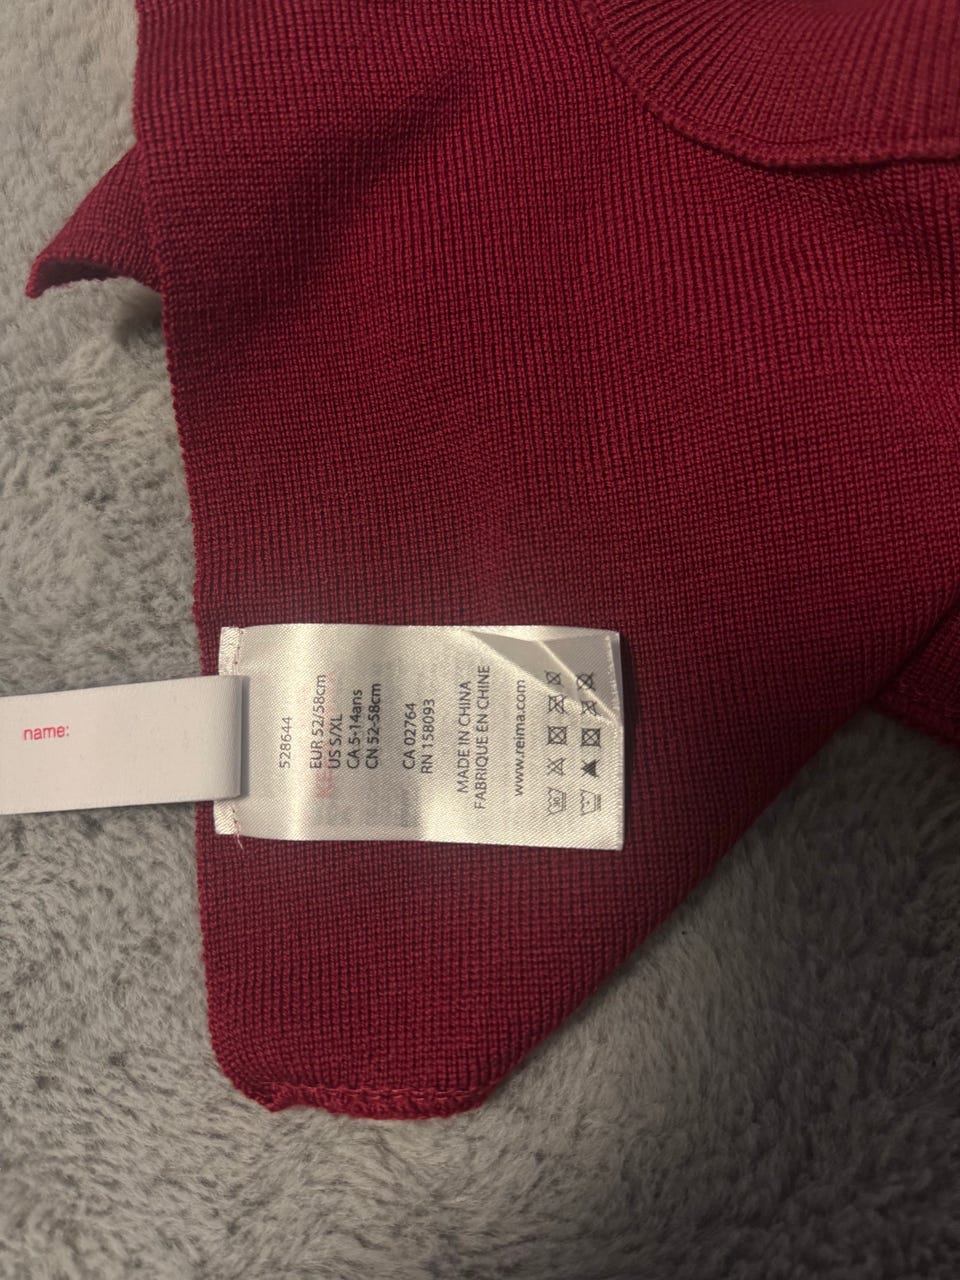 name:
528644
EUR 52/58cm
US S/XL
CA 5-14ans
CN 52-58cm
CA 02764
RN 158093
MADE IN CHINA
FABRIQUE EN CHINE
www.reima.com
30